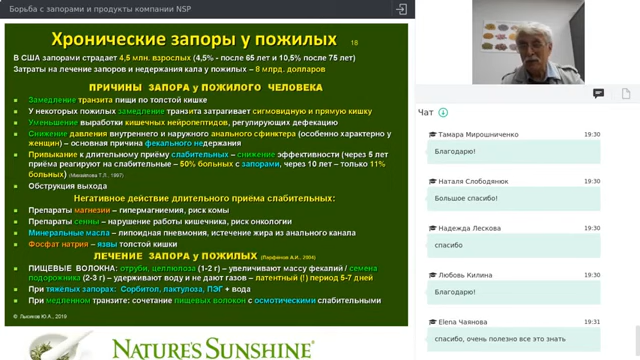 Борьба с запорами и продукты компании NSP
Хронические запоры у пожилых 18
В США запорами страдает 4,5 млн. взрослых (4,5% - после 65 лет и 10,5% после 75 лет)
Затраты на лечение запоров и недержания кала у пожилых – 8 млрд. долларов
ПРИЧИНЫ ЗАПОРА у ПОЖИЛОГО ЧЕЛОВЕКА
Замедление транзита пищи по толстой кишке
У некоторых пожилых замедление транзита затрагивает сигмовидную и прямую кишку
Уменьшение выработки кишечных нейропептидов, регулирующих дефекацию
Снижение давления внутреннего и наружного анального сфинктера (особенно характерно у
женщин) – основная причина фекального недержания
Привыкание к длительному приёму слабительных – снижение эффективности (через 5 лет
приёма реагируют на слабительные – 50% больных с запорами, через 10 лет – только 11%
больных) (Михайлова Т.Л. 1997)
Обструкция выхода
Негативное действие длительного приёма слабительных:
Препараты магнезии – гипермагниемия, риск комы
Препараты сенны – нарушение работы кишечника, риск онкологии
Минеральные масла – липоидная пневмония, истечение жира из анального канала
Фосфат натрия – язвы толстой кишки
ЛЕЧЕНИЕ ЗАПОРА у ПОЖИЛЫХ (Парфёнов А.И., 2004)
ПИЩЕВЫЕ ВОЛОКНА: отруби, целлюлоза (1-2 г) – увеличивают массу фекалий / семена
подорожника (2-3 г) – удерживают воду и не дают газов – латентный (!) период 5-7 дней
При тяжёлых запорах: Сорбитол, лактулоза, ПЭГ + вода
При медленном транзите: сочетание пищевых волокон с осмотическими слабительными
© Лысиков Ю.А., 2019
NATURE'S SUNSHINE
Чат
Тамара Мирошниченко 19:30
Благодарю!
Наталя Слободянюк 19:30
Большое спасибо!
Надежда Лескова 19:30
спасибо
Любовь Килина 19:30
Благодарю!
Elena Чаянова 19:31
спасибо, очень полезно все это знать